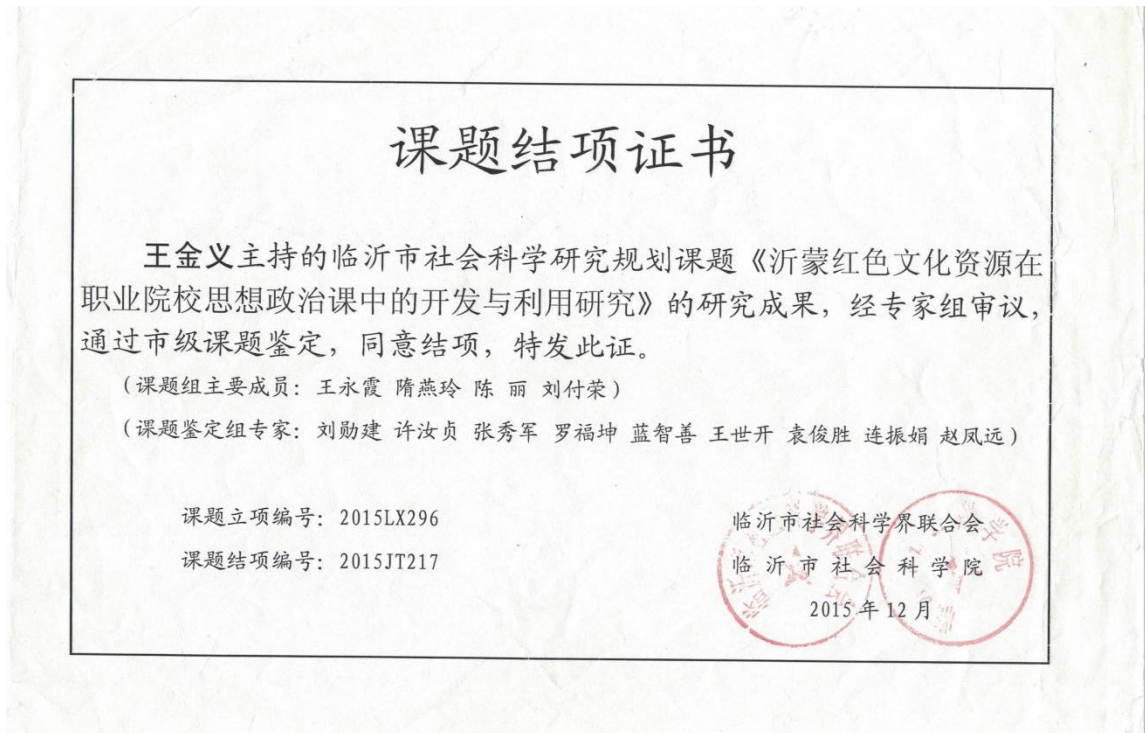 课题结项证书
王金义主持的临沂市社会科学研究规划课题《沂蒙红色文化资源在
职业院校思想政治课中的开发与利用研究》的研究成果，经专家组审议，
通过市级课题鉴定，同意结项，特发此证。
（课题组主要成员：王永霞 隋燕玲 陈 丽 刘付荣）
（课题鉴定组专家：刘勋建 许汝贞 张秀军 罗福坤 蓝智善 王世开 袁俊胜 连振娟 赵凤远）
课题立项编号：2015LX296
课题结项编号：2015JT217
临沂市社会科学界联合会
临 沂 市 社 会 科 学 院
2015 年 12 月